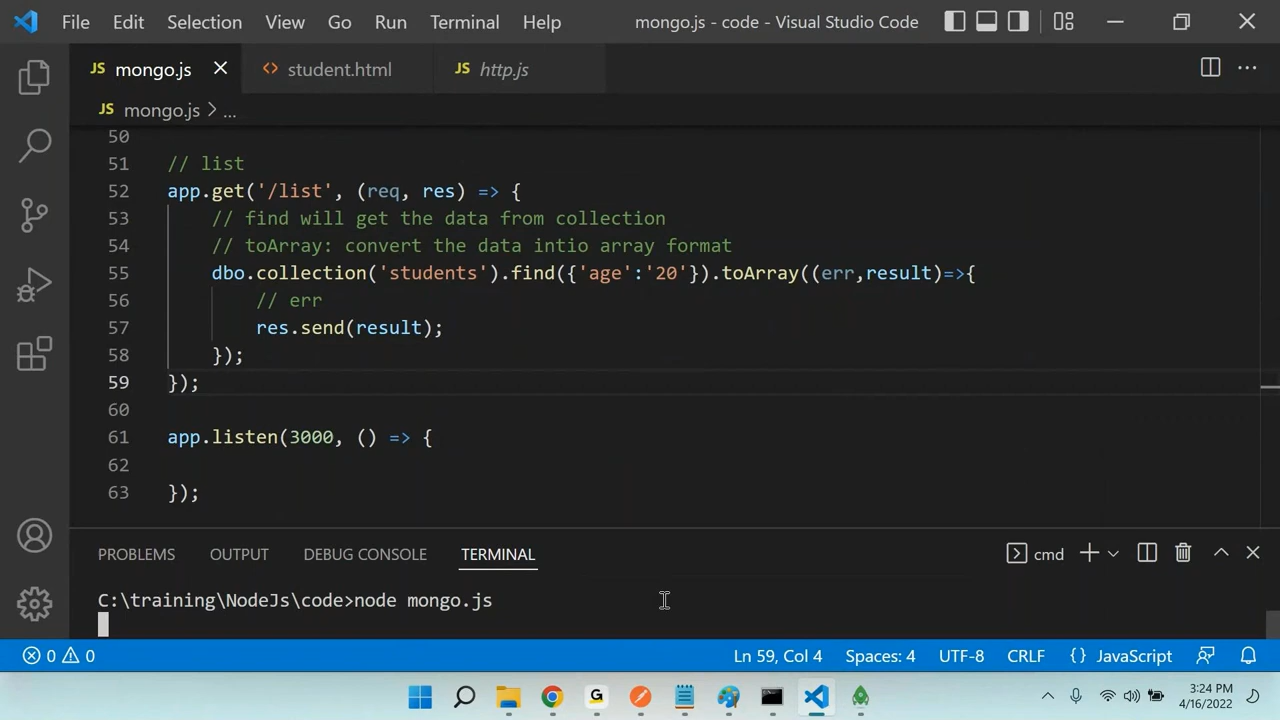 File Edit Selection View Go Run Terminal Help mongo.js - code - Visual Studio Code
JS mongo.js <> student.html JS http.js
JS mongo.js > ...
50
51 // list
52 app.get('/list', (req, res) => {
53 // find will get the data from collection
54 // toArray: convert the data intio array format
55 dbo.collection('students').find({'age':'20'}).toArray((err,result)=>{
56 // err
57 res.send(result);
58 });
59 });
60
61 app.listen(3000, () => {
62
63 });
PROBLEMS OUTPUT DEBUG CONSOLE TERMINAL cmd
C:\training\NodeJs\code>node mongo.js
0 0 Ln 59, Col 4 Spaces: 4 UTF-8 CRLF {} JavaScript
G
3:24 PM
4/16/2022